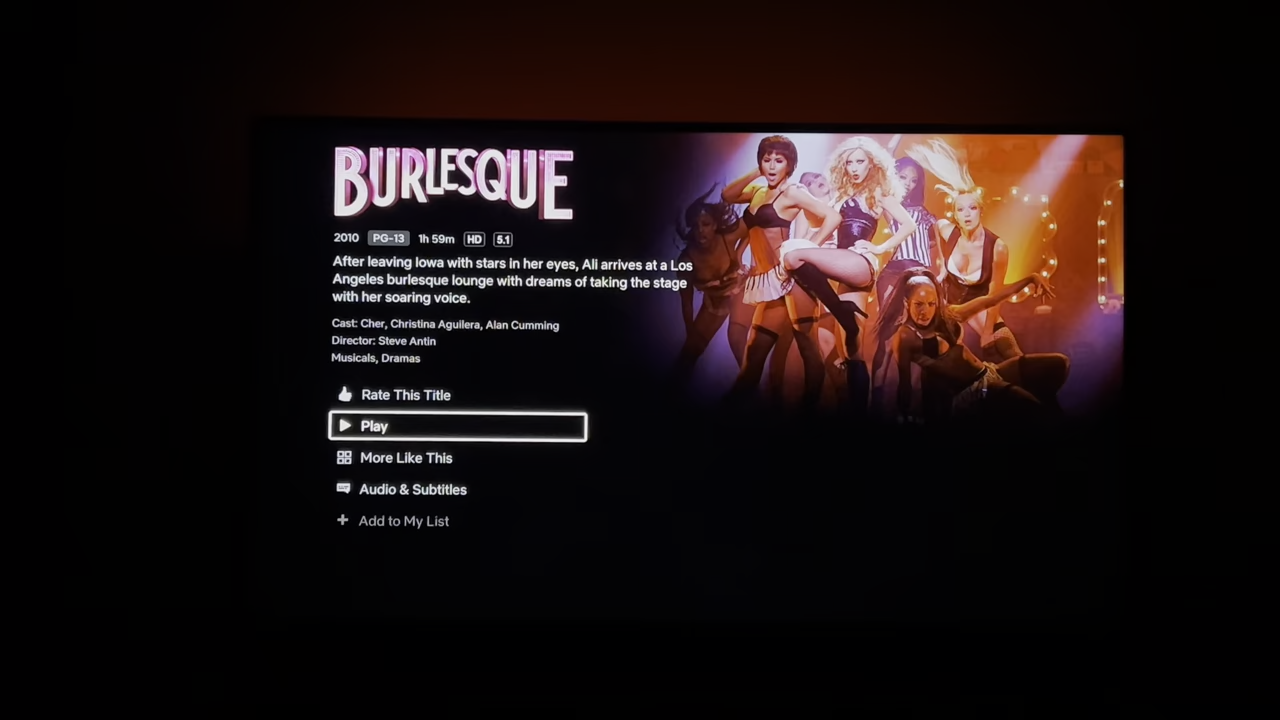 BURLESQUE
2010 PG-13 1h 59m HD 5.1
After leaving Iowa with stars in her eyes, Ali arrives at a Los
Angeles burlesque lounge with dreams of taking the stage
with her soaring voice.
Cast: Cher, Christina Aguilera, Alan Cumming
Director: Steve Antin
Musicals, Dramas
Rate This Title
Play
More Like This
Audio & Subtitles
Add to My List